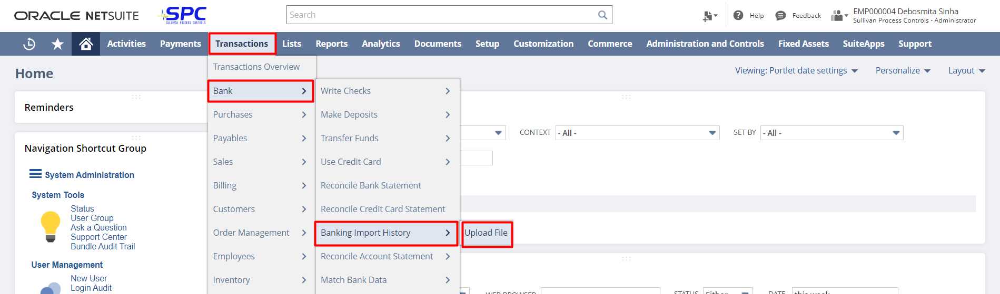 ORACLE NETSUITE
SPC
SULLIVAN PROCESS CONTROLS
Search
Help
Feedback
EMP000004 Debosmita Sinha
Sullivan Process Controls - Administrator
Activities Payments Transactions Lists Reports Analytics Documents Setup Customization Commerce Administration and Controls Fixed Assets SuiteApps Support
Home
Viewing: Portlet date settings
Personalize
Layout
Transactions Overview
Bank
Purchases
Payables
Sales
Billing
Customers
Order Management
Employees
Inventory
Write Checks
Make Deposits
Transfer Funds
Use Credit Card
Reconcile Bank Statement
Reconcile Credit Card Statement
Banking Import History
Reconcile Account Statement
Match Bank Data
Upload File
Reminders
Navigation Shortcut Group
System Administration
System Tools
Status
User Group
Ask a Question
Support Center
Bundle Audit Trail
User Management
New User
Login Audit
CONTEXT
- All -
SET BY
- All -
WEB BROWSER
STATUS
Either
DATE
this week